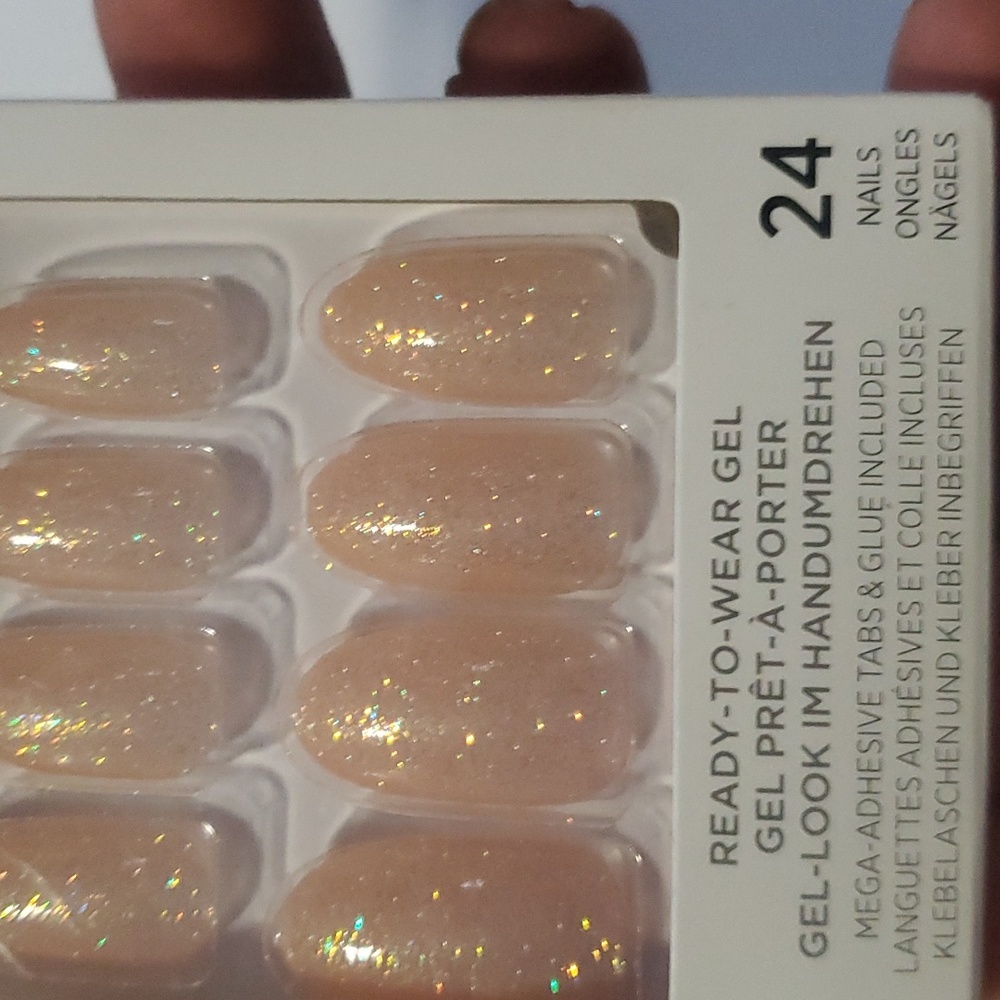 24
NAILS
ONGLES
NÄGELS
READY-TO-WEAR GEL
GEL PRÊT-À-PORTER
GEL-LOOK IM HANDUMDREHEN
MEGA-ADHESIVE TABS & GLUE INCLUDED
LANGUETTES ADHÉSIVES ET COLLE INCLUSES
KLEBELASCHEN UND KLEBER INBEGRIFFEN